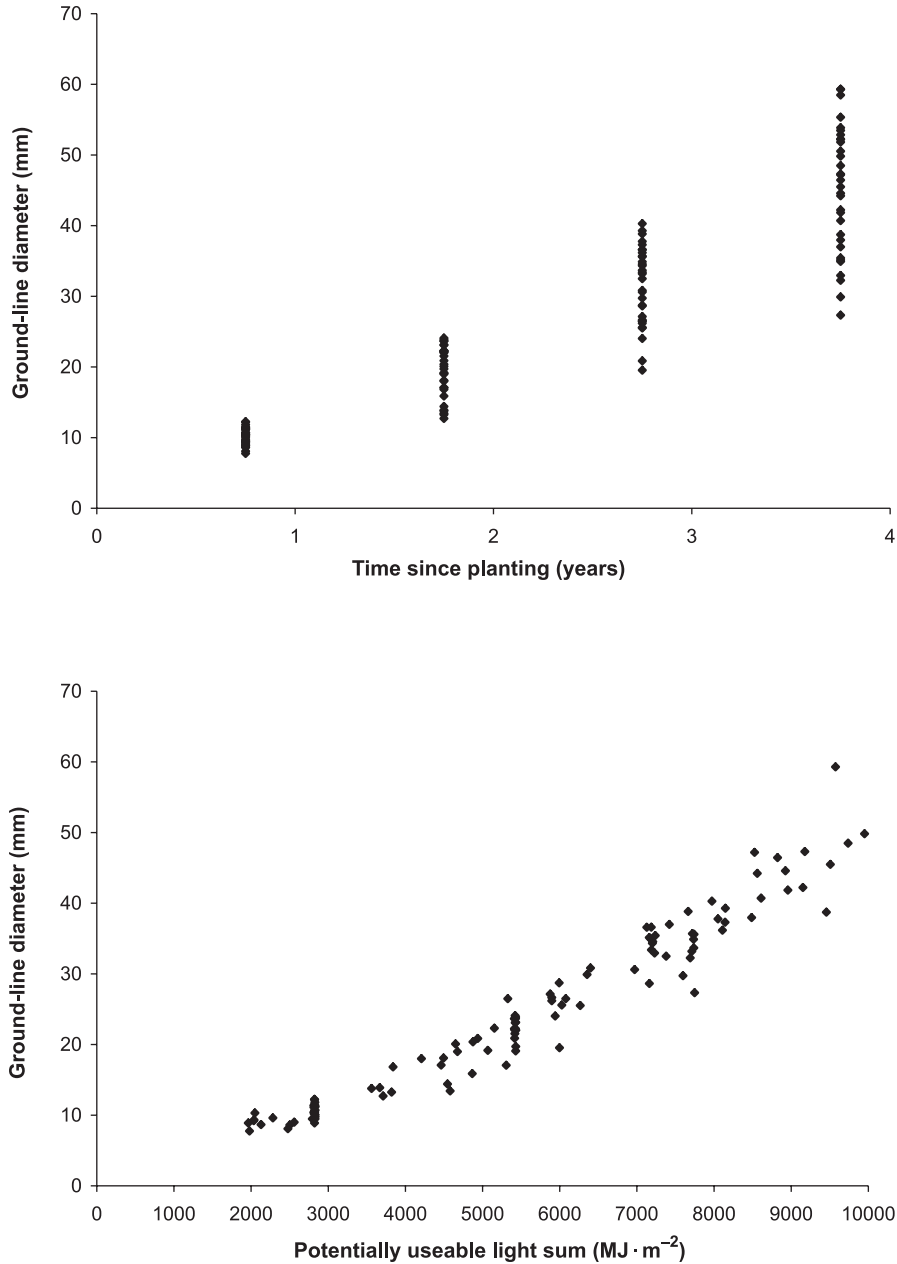 70
60
50
40
30
20
10
0
Ground-line diameter (mm)
0 1 2 3 4
Time since planting (years)
70
60
50
40
30
20
10
0
Ground-line diameter (mm)
0 1000 2000 3000 4000 5000 6000 7000 8000 9000 10000
Potentially useable light sum (MJ · m⁻²)